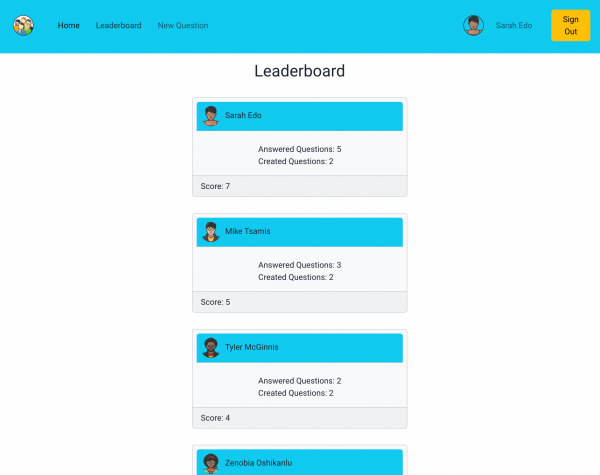 Home Leaderboard New Question Sarah Edo Sign Out
Leaderboard
Sarah Edo
Answered Questions: 5
Created Questions: 2
Score: 7
Mike Tsamis
Answered Questions: 3
Created Questions: 2
Score: 5
Tyler McGinnis
Answered Questions: 2
Created Questions: 2
Score: 4
Zenobia Oshikanlu